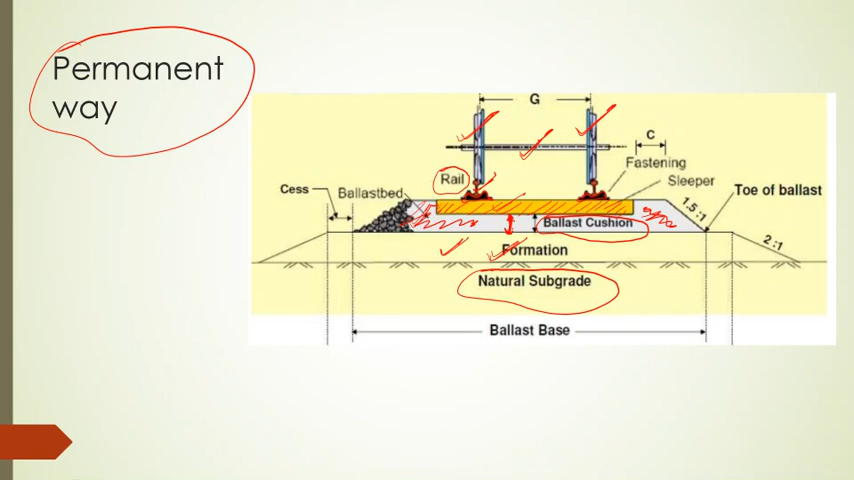 Permanent
way
G
C
Fastening
Rail
Sleeper
Cess
Ballastbed
Toe of ballast
1.5:1
Ballast Cushion
2:1
Formation
Natural Subgrade
Ballast Base